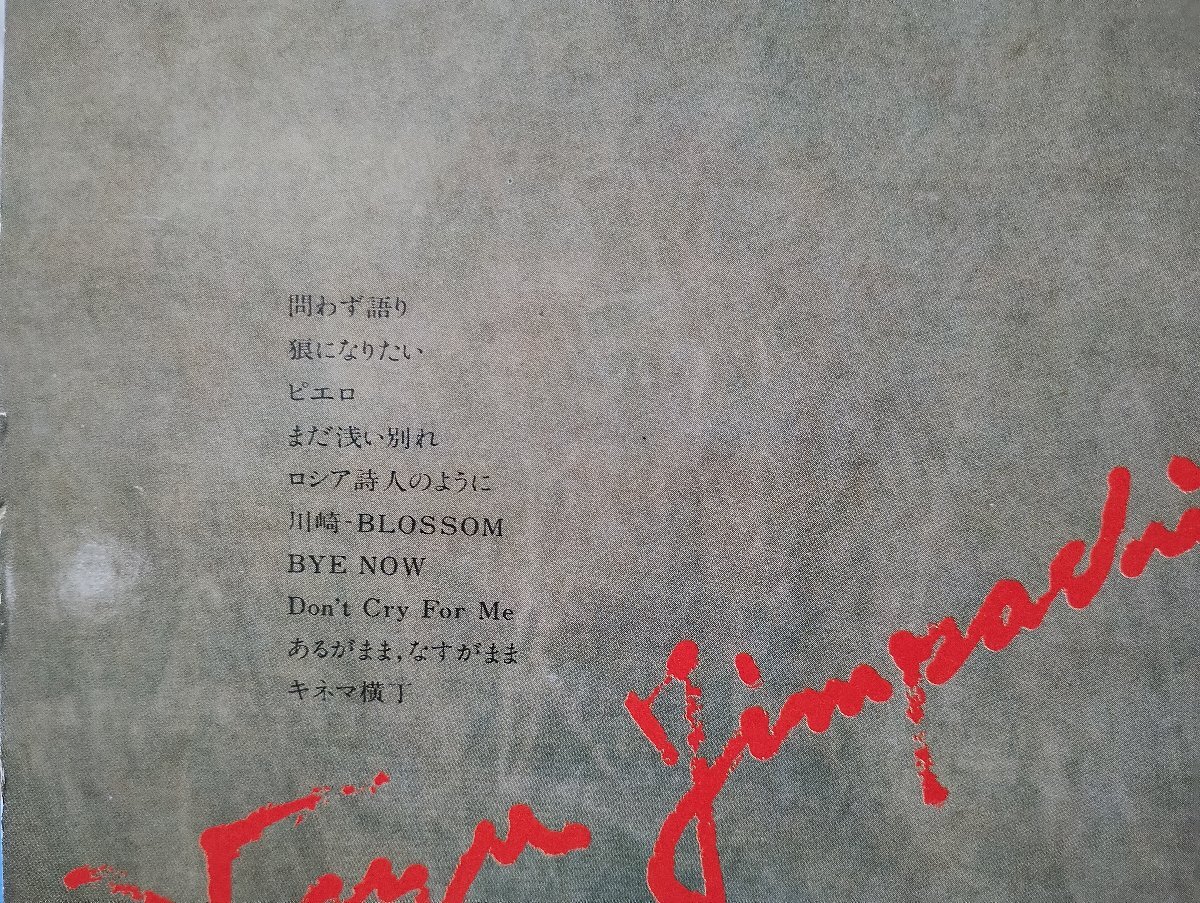 問わず語り
狼になりたい
ピエロ
まだ浅い別れ
ロシア詩人のように
川崎-BLOSSOM
BYE NOW
Don't Cry For Me
あるがまま,なすがまま
キネマ横丁
Jimpachi